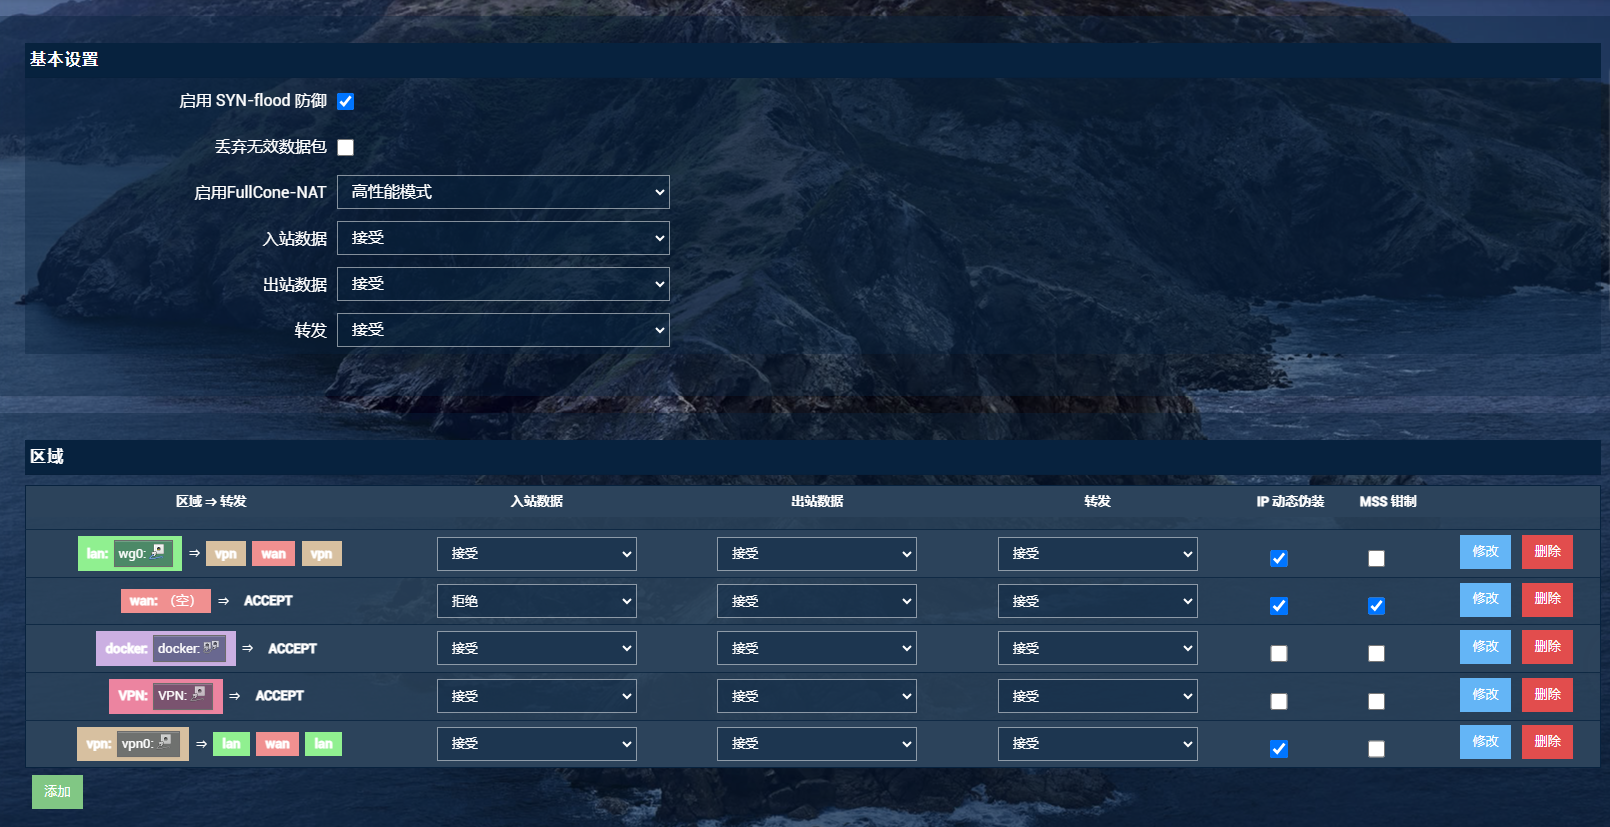 基本设置
启用 SYN-flood 防御
丢弃无效数据包
启用FullCone-NAT 高性能模式
入站数据 接受
出站数据 接受
转发 接受
区域
区域 ⇒ 转发 入站数据 出站数据 转发 IP 动态伪装 MSS 钳制
lan: wg0: ⇒ vpn wan vpn 接受 接受 接受 修改 删除
wan: （空） ⇒ ACCEPT 拒绝 接受 接受 修改 删除
docker: docker: ⇒ ACCEPT 接受 接受 接受 修改 删除
VPN: VPN: ⇒ ACCEPT 接受 接受 接受 修改 删除
vpn: vpn0: ⇒ lan wan lan 接受 接受 接受 修改 删除
添加